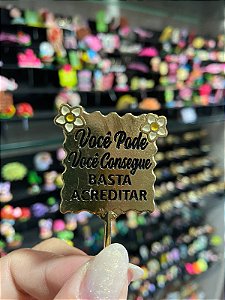 Você Pode
Você Consegue
BASTA
ACREDITAR